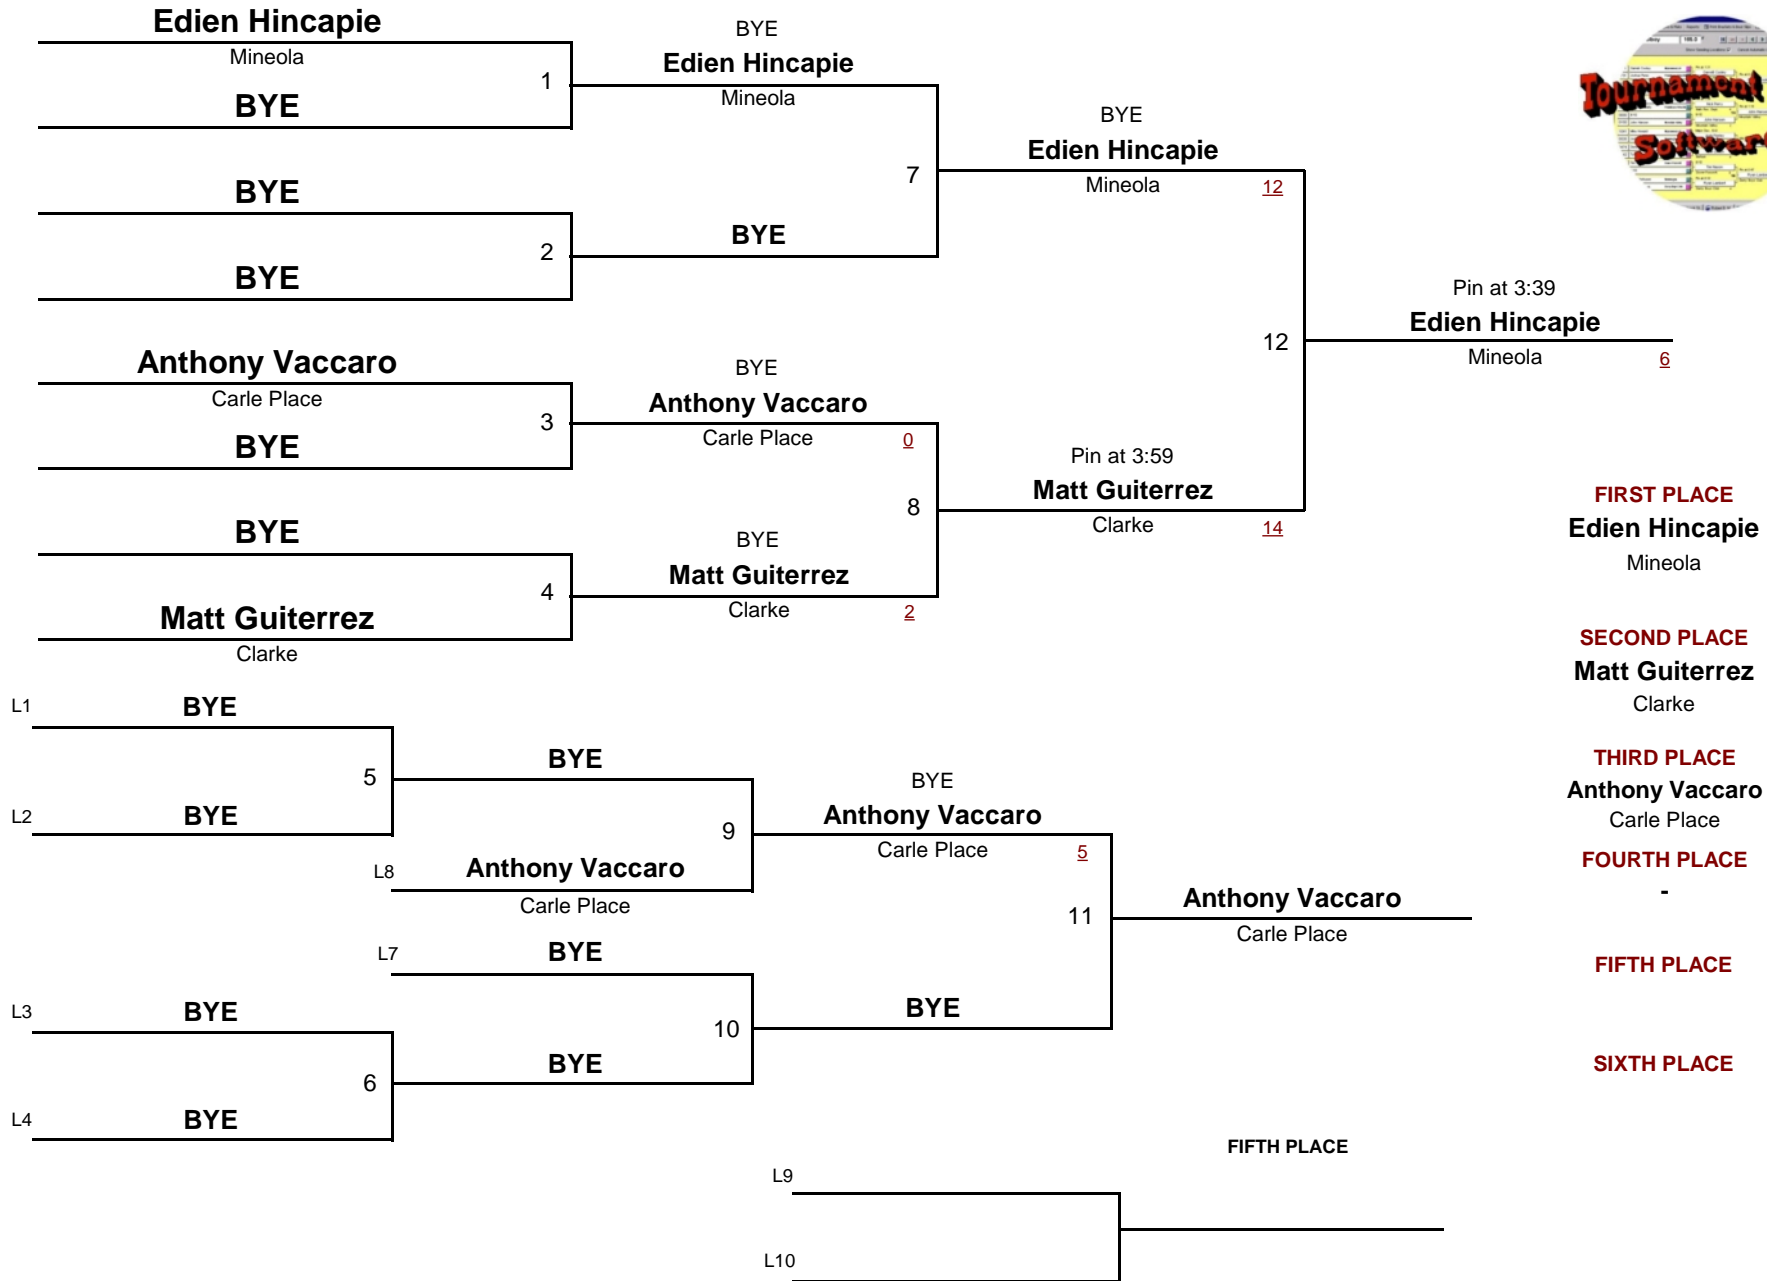 Edien Hincapie
Mineola
1
BYE
BYE
2
BYE
Anthony Vaccaro
Carle Place
3
BYE
BYE
4
Matt Guiterrez
Clarke
BYE
Edien Hincapie
Mineola
7
BYE
BYE
Anthony Vaccaro
Carle Place 0
8
BYE
Matt Guiterrez
Clarke 2
BYE
Edien Hincapie
Mineola 12
12
Pin at 3:59
Matt Guiterrez
Clarke 14
Pin at 3:39
Edien Hincapie
Mineola 6
Tournament
Software
FIRST PLACE
Edien Hincapie
Mineola
SECOND PLACE
Matt Guiterrez
Clarke
THIRD PLACE
Anthony Vaccaro
Carle Place
FOURTH PLACE
-
FIFTH PLACE
SIXTH PLACE
L1 BYE
5
L2 BYE
BYE
9
L8 Anthony Vaccaro
Carle Place
L7 BYE
10
L3 BYE
6
L4 BYE
BYE
BYE
Anthony Vaccaro
Carle Place 5
11
BYE
Anthony Vaccaro
Carle Place
FIFTH PLACE
L9
L10